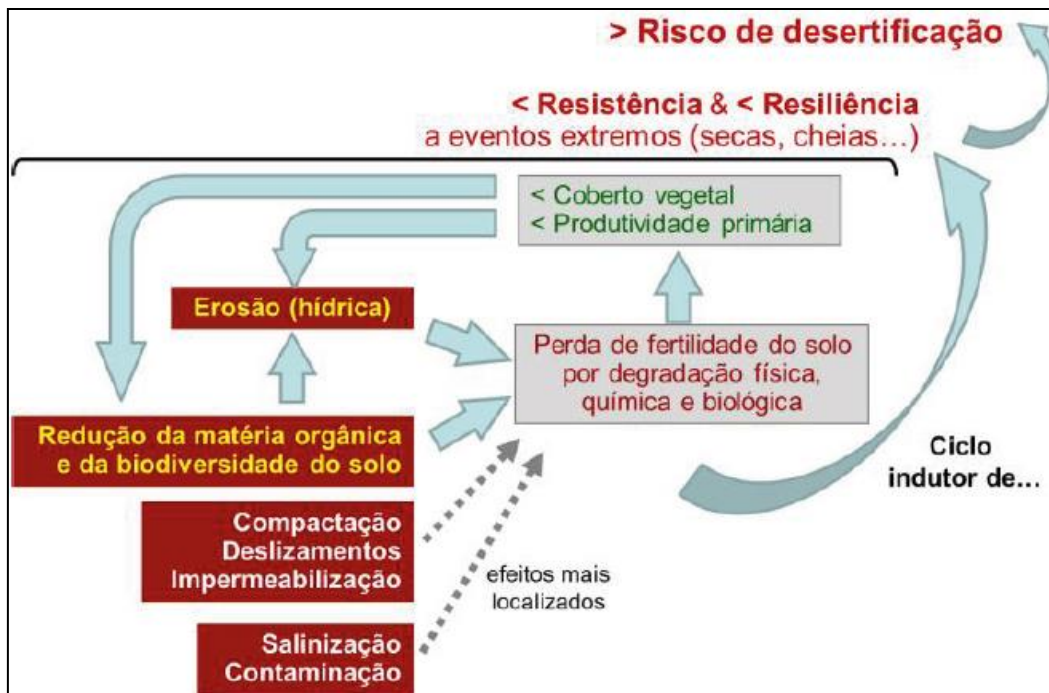 > Risco de desertificação
< Resistência & < Resiliência
a eventos extremos (secas, cheias...)
< Coberto vegetal
< Produtividade primária
Erosão (hídrica)
Perda de fertilidade do solo
por degradação física,
química e biológica
Redução da matéria orgânica
e da biodiversidade do solo
Ciclo
indutor de...
Compactação
Deslizamentos
Impermeabilização
efeitos mais
localizados
Salinização
Contaminação